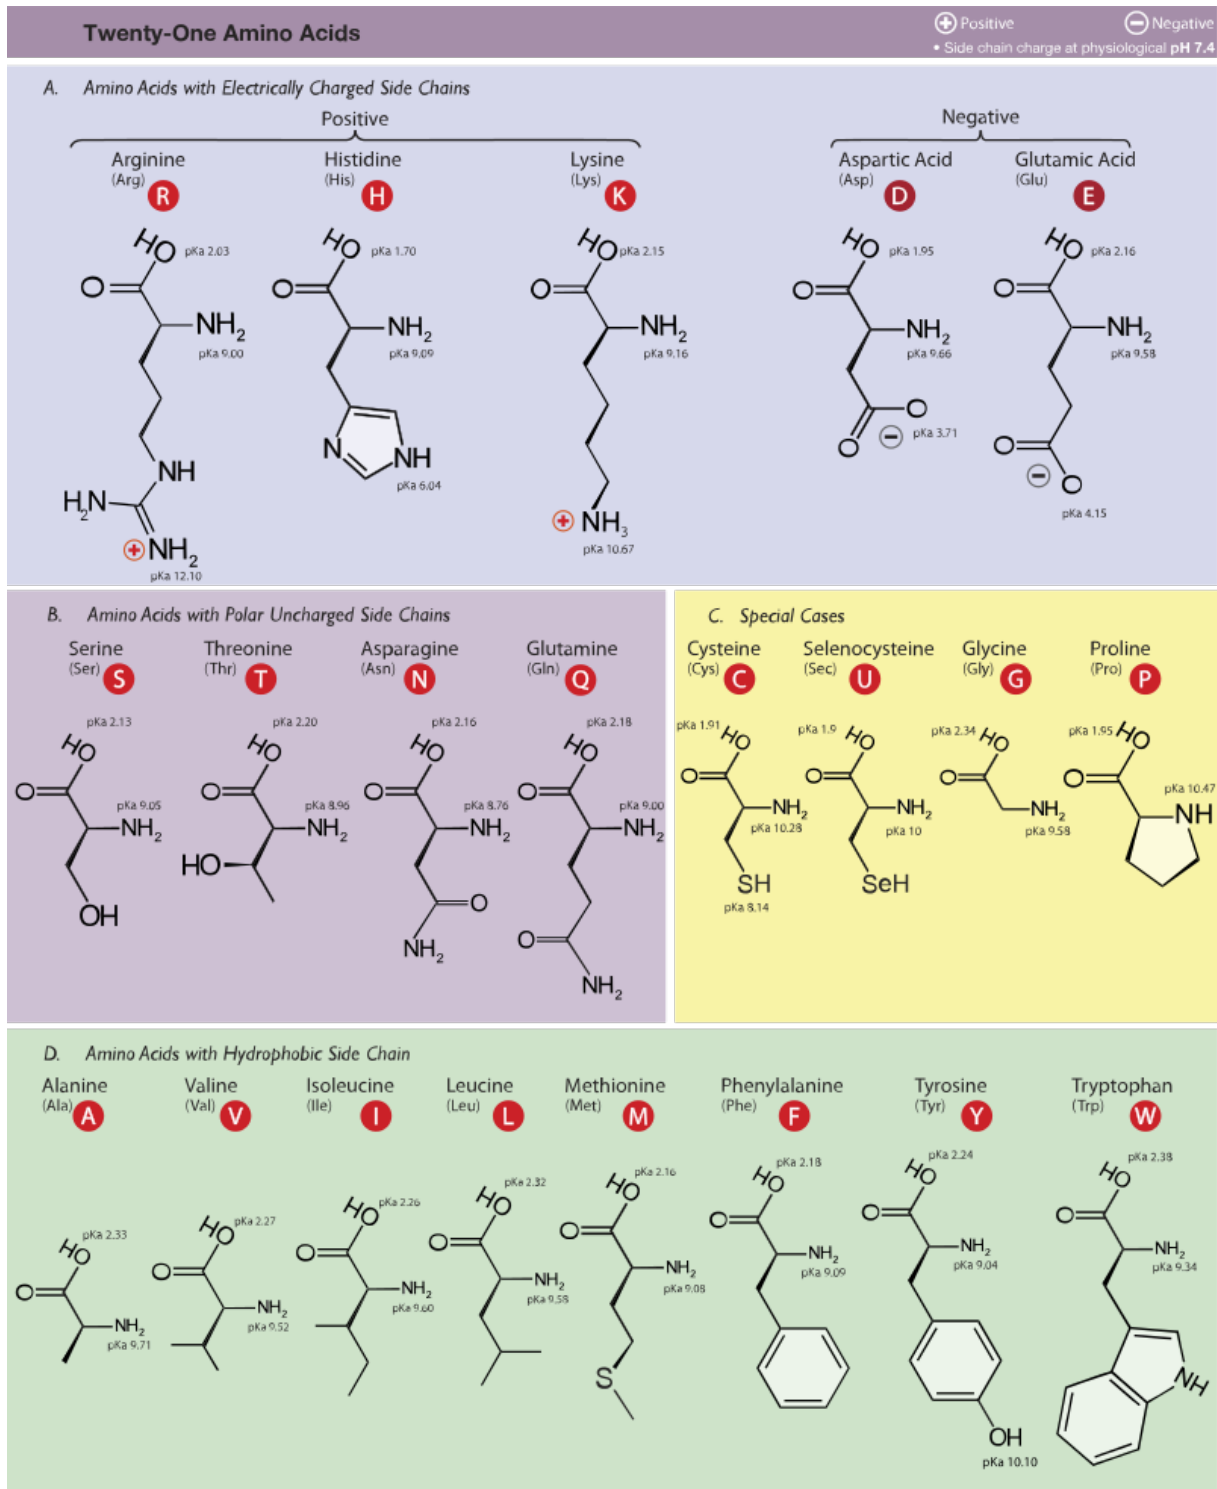 Twenty-One Amino Acids
+ Positive
− Negative
• Side chain charge at physiological pH 7.4
A. Amino Acids with Electrically Charged Side Chains
Positive
Negative
Arginine
(Arg)
R
Histidine
(His)
H
Lysine
(Lys)
K
Aspartic Acid
(Asp)
D
Glutamic Acid
(Glu)
E
HO
pKa 2.03
O
NH2
pKa 9.00
NH
H2N
+ NH2
pKa 12.10
HO
pKa 1.70
O
NH2
pKa 9.09
N
NH
pKa 6.04
HO
pKa 2.15
O
NH2
pKa 9.16
+ NH3
pKa 10.67
HO
pKa 1.95
O
NH2
pKa 9.66
O
O
− pKa 3.71
HO
pKa 2.16
O
NH2
pKa 9.58
O
− O
pKa 4.15
B. Amino Acids with Polar Uncharged Side Chains
Serine
(Ser)
S
Threonine
(Thr)
T
Asparagine
(Asn)
N
Glutamine
(Gln)
Q
pKa 2.13
HO
O
pKa 9.05
NH2
OH
pKa 2.20
HO
O
pKa 8.96
NH2
HO
pKa 2.16
HO
O
pKa 8.76
NH2
O
NH2
pKa 2.18
HO
O
pKa 9.00
NH2
O
NH2
C. Special Cases
Cysteine
(Cys)
C
Selenocysteine
(Sec)
U
Glycine
(Gly)
G
Proline
(Pro)
P
pKa 1.91
HO
O
NH2
pKa 10.28
SH
pKa 8.14
pKa 1.9
HO
O
NH2
pKa 10
SeH
pKa 2.34
HO
O
NH2
pKa 9.58
pKa 1.95
HO
O
pKa 10.47
NH
D. Amino Acids with Hydrophobic Side Chain
Alanine
(Ala)
A
Valine
(Val)
V
Isoleucine
(Ile)
I
Leucine
(Leu)
L
Methionine
(Met)
M
Phenylalanine
(Phe)
F
Tyrosine
(Tyr)
Y
Tryptophan
(Trp)
W
pKa 2.33
HO
O
NH2
pKa 9.71
pKa 2.27
HO
O
NH2
pKa 9.52
pKa 2.26
HO
O
NH2
pKa 9.60
pKa 2.32
HO
O
NH2
pKa 9.58
pKa 2.16
HO
O
NH2
pKa 9.08
S
pKa 2.18
HO
O
NH2
pKa 9.09
pKa 2.24
HO
O
NH2
pKa 9.04
OH
pKa 10.10
pKa 2.38
HO
O
NH2
pKa 9.34
NH